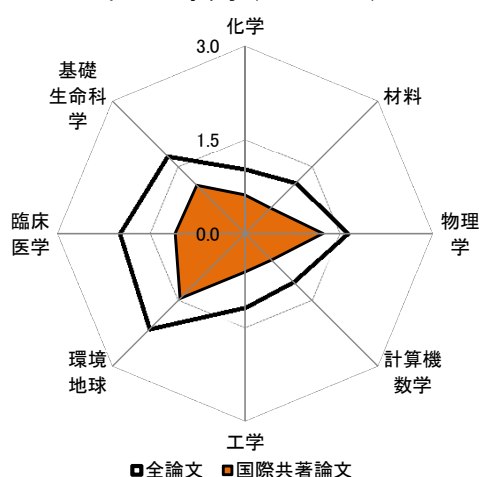 化学
3.0
基礎
生命科
学
材料
1.5
臨床
医学
0.0
物理
学
環境
地球
計算機
数学
工学
全論文 国際共著論文